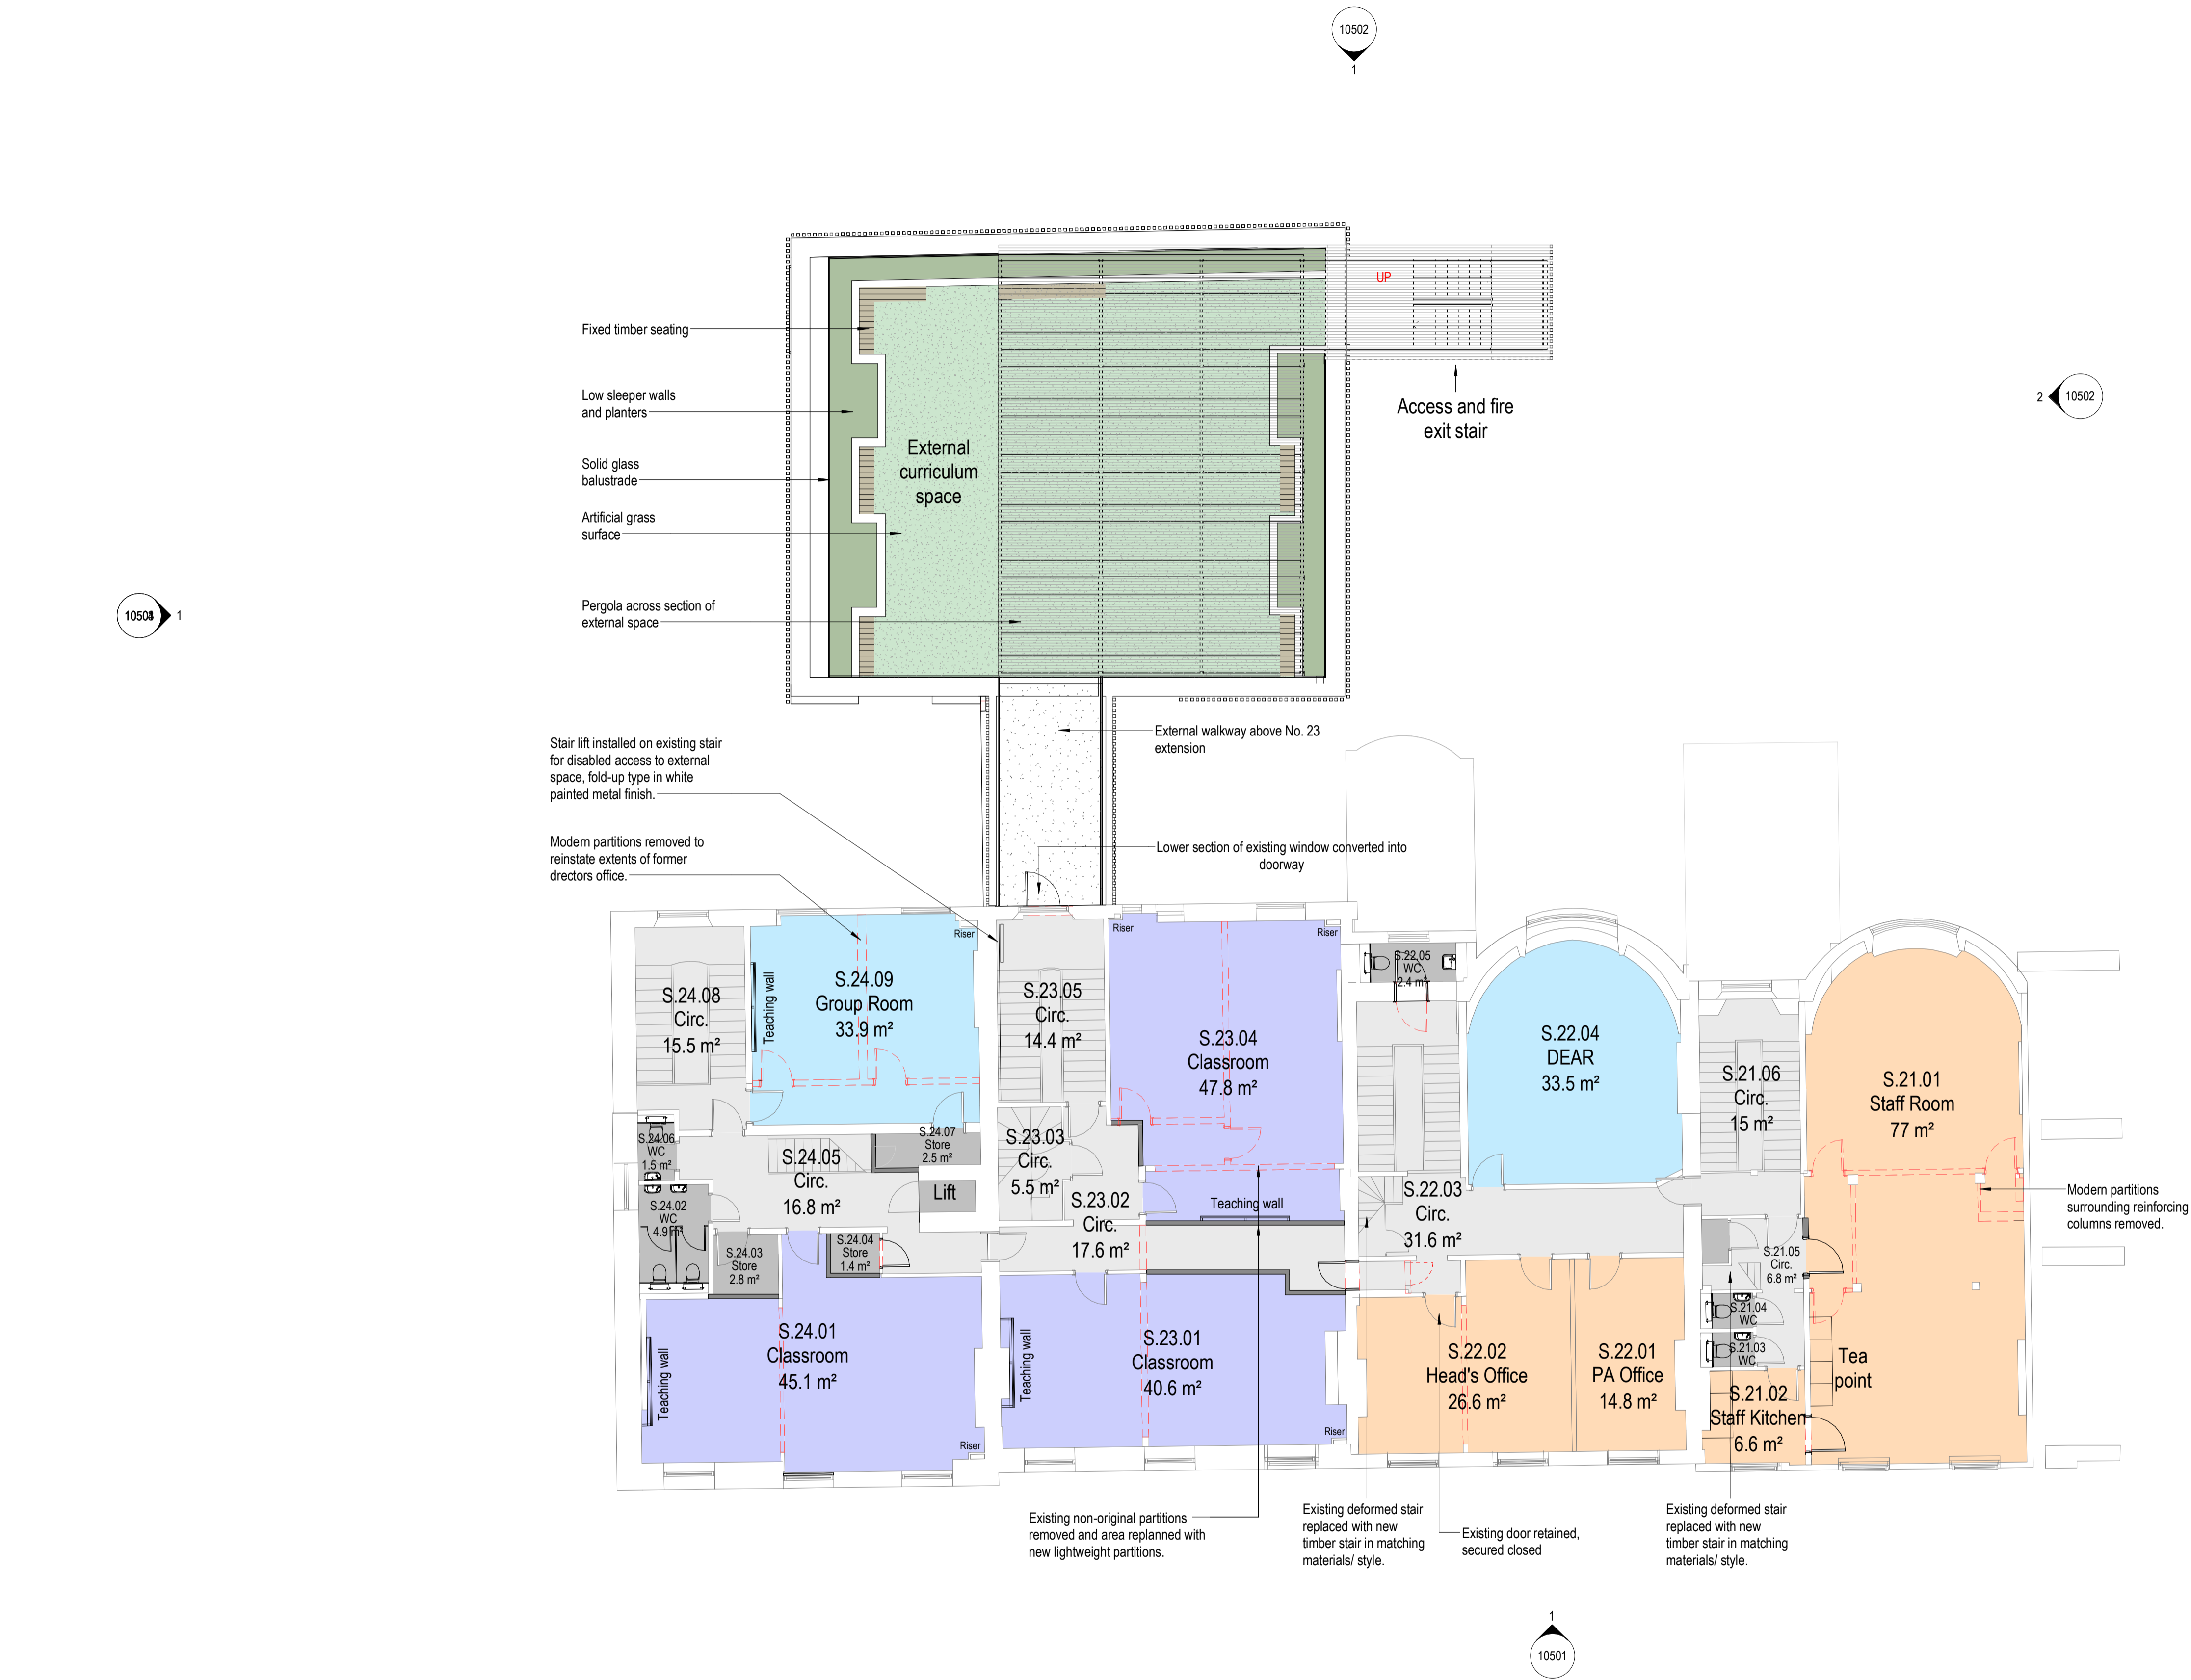 10502
1
UP
Fixed timber seating
Access and fire
exit stair
2
10502
Low sleeper walls
and planters
External
curriculum
space
Solid glass
balustrade
Artificial grass
surface
Pergola across section of
external space
1
External walkway above No. 23
extension
Stair lift installed on existing stair
for disabled access to external
space, fold-up type in white
painted metal finish.
Modern partitions removed to
reinstate extents of former
drectors office.
Lower section of existing window converted into
doorway
S.24.08
Circ.
15.5 m²
Teaching wall
S.24.09
Group Room
33.9 m²
Riser
S.23.05
Circ.
14.4 m²
Riser
Riser
S.23.04
Classroom
47.8 m²
Teaching wall
S.22.05
WC
2.4 m²
S.22.04
DEAR
33.5 m²
S.21.06
Circ.
15 m²
S.21.01
Staff Room
77 m²
S.24.06
WC
1.5 m²
S.24.07
Store
2.5 m²
S.24.05
Circ.
16.8 m²
Lift
S.23.03
Circ.
5.5 m²
S.23.02
Circ.
17.6 m²
S.22.03
Circ.
31.6 m²
Modern partitions
surrounding reinforcing
columns removed.
S.24.02
WC
4.9 m²
S.24.03
Store
2.8 m²
S.24.04
Store
1.4 m²
S.21.05
Circ.
6.8 m²
S.21.04
WC
S.21.03
WC
Teaching wall
S.24.01
Classroom
45.1 m²
Riser
Teaching wall
S.23.01
Classroom
40.6 m²
Riser
S.22.02
Head's Office
26.6 m²
S.22.01
PA Office
14.8 m²
S.21.02
Staff Kitchen
6.6 m²
Tea
point
Existing non-original partitions
removed and area replanned with
new lightweight partitions.
Existing deformed stair
replaced with new
timber stair in matching
materials/ style.
Existing door retained,
secured closed
Existing deformed stair
replaced with new
timber stair in matching
materials/ style.
1
10501